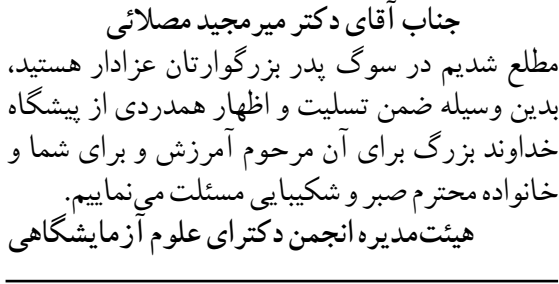 جناب آقای دکتر میرمجید مصلائی
مطلع شدیم در سوگ پدر بزرگوارتان عزادار هستید،
بدین وسیله ضمن تسلیت و اظهار همدردی از پیشگاه
خداوند بزرگ برای آن مرحوم آمرزش و برای شما و
خانواده محترم صبر و شکیبایی مسئلت می‌نماییم.
هیئت‌مدیره انجمن دکترای علوم آزمایشگاهی